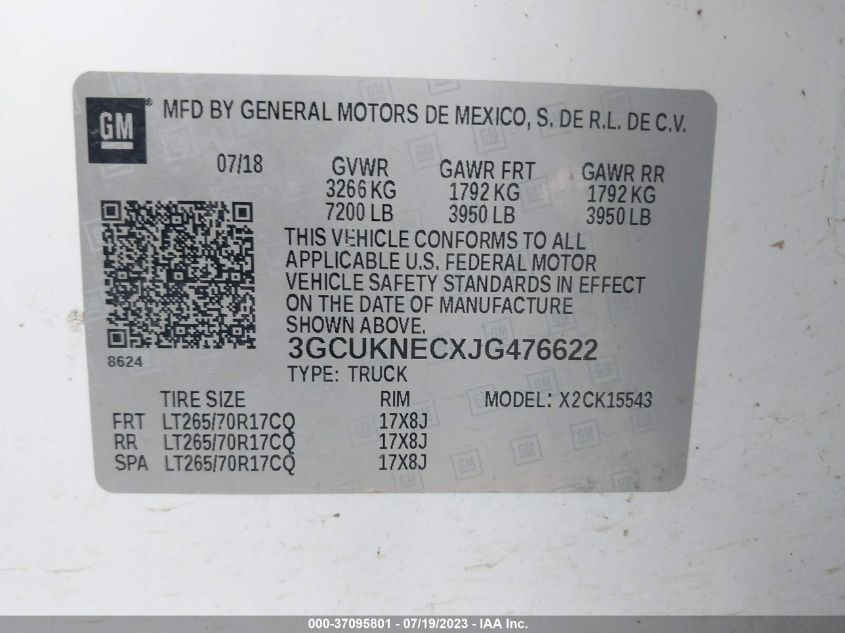 GM ® MFD BY GENERAL MOTORS DE MEXICO, S. DE R.L. DE C.V.
07/18 GVWR GAWR FRT GAWR RR
3266 KG 1792 KG 1792 KG
7200 LB 3950 LB 3950 LB
THIS VEHICLE CONFORMS TO ALL
APPLICABLE U.S. FEDERAL MOTOR
VEHICLE SAFETY STANDARDS IN EFFECT
ON THE DATE OF MANUFACTURE
SHOWN ABOVE.
8624 3GCUKNECXJG476622
TYPE: TRUCK
TIRE SIZE RIM MODEL: X2CK15543
FRT LT265/70R17CQ 17X8J
RR LT265/70R17CQ 17X8J
SPA LT265/70R17CQ 17X8J
000-37095801 - 07/19/2023 - IAA Inc.